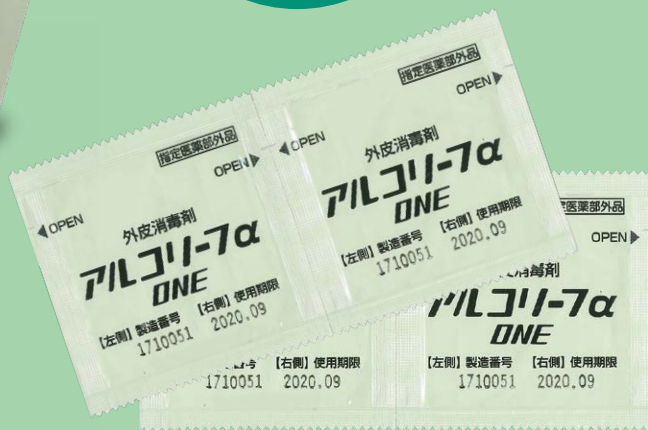 指定医薬部外品
OPEN▶
◀OPEN
外皮消毒剤
アルコリーフα
ONE
【左側】製造番号 【右側】使用期限
1710051 2020.09
指定医薬部外品
OPEN▶
◀OPEN
外皮消毒剤
アルコリーフα
ONE
【左側】製造番号 【右側】使用期限
1710051 2020.09
【右側】使用期限
1710051 2020.09
医薬部外品
OPEN▶
消毒剤
アルコリーフα
ONE
【左側】製造番号 【右側】使用期限
1710051 2020.09